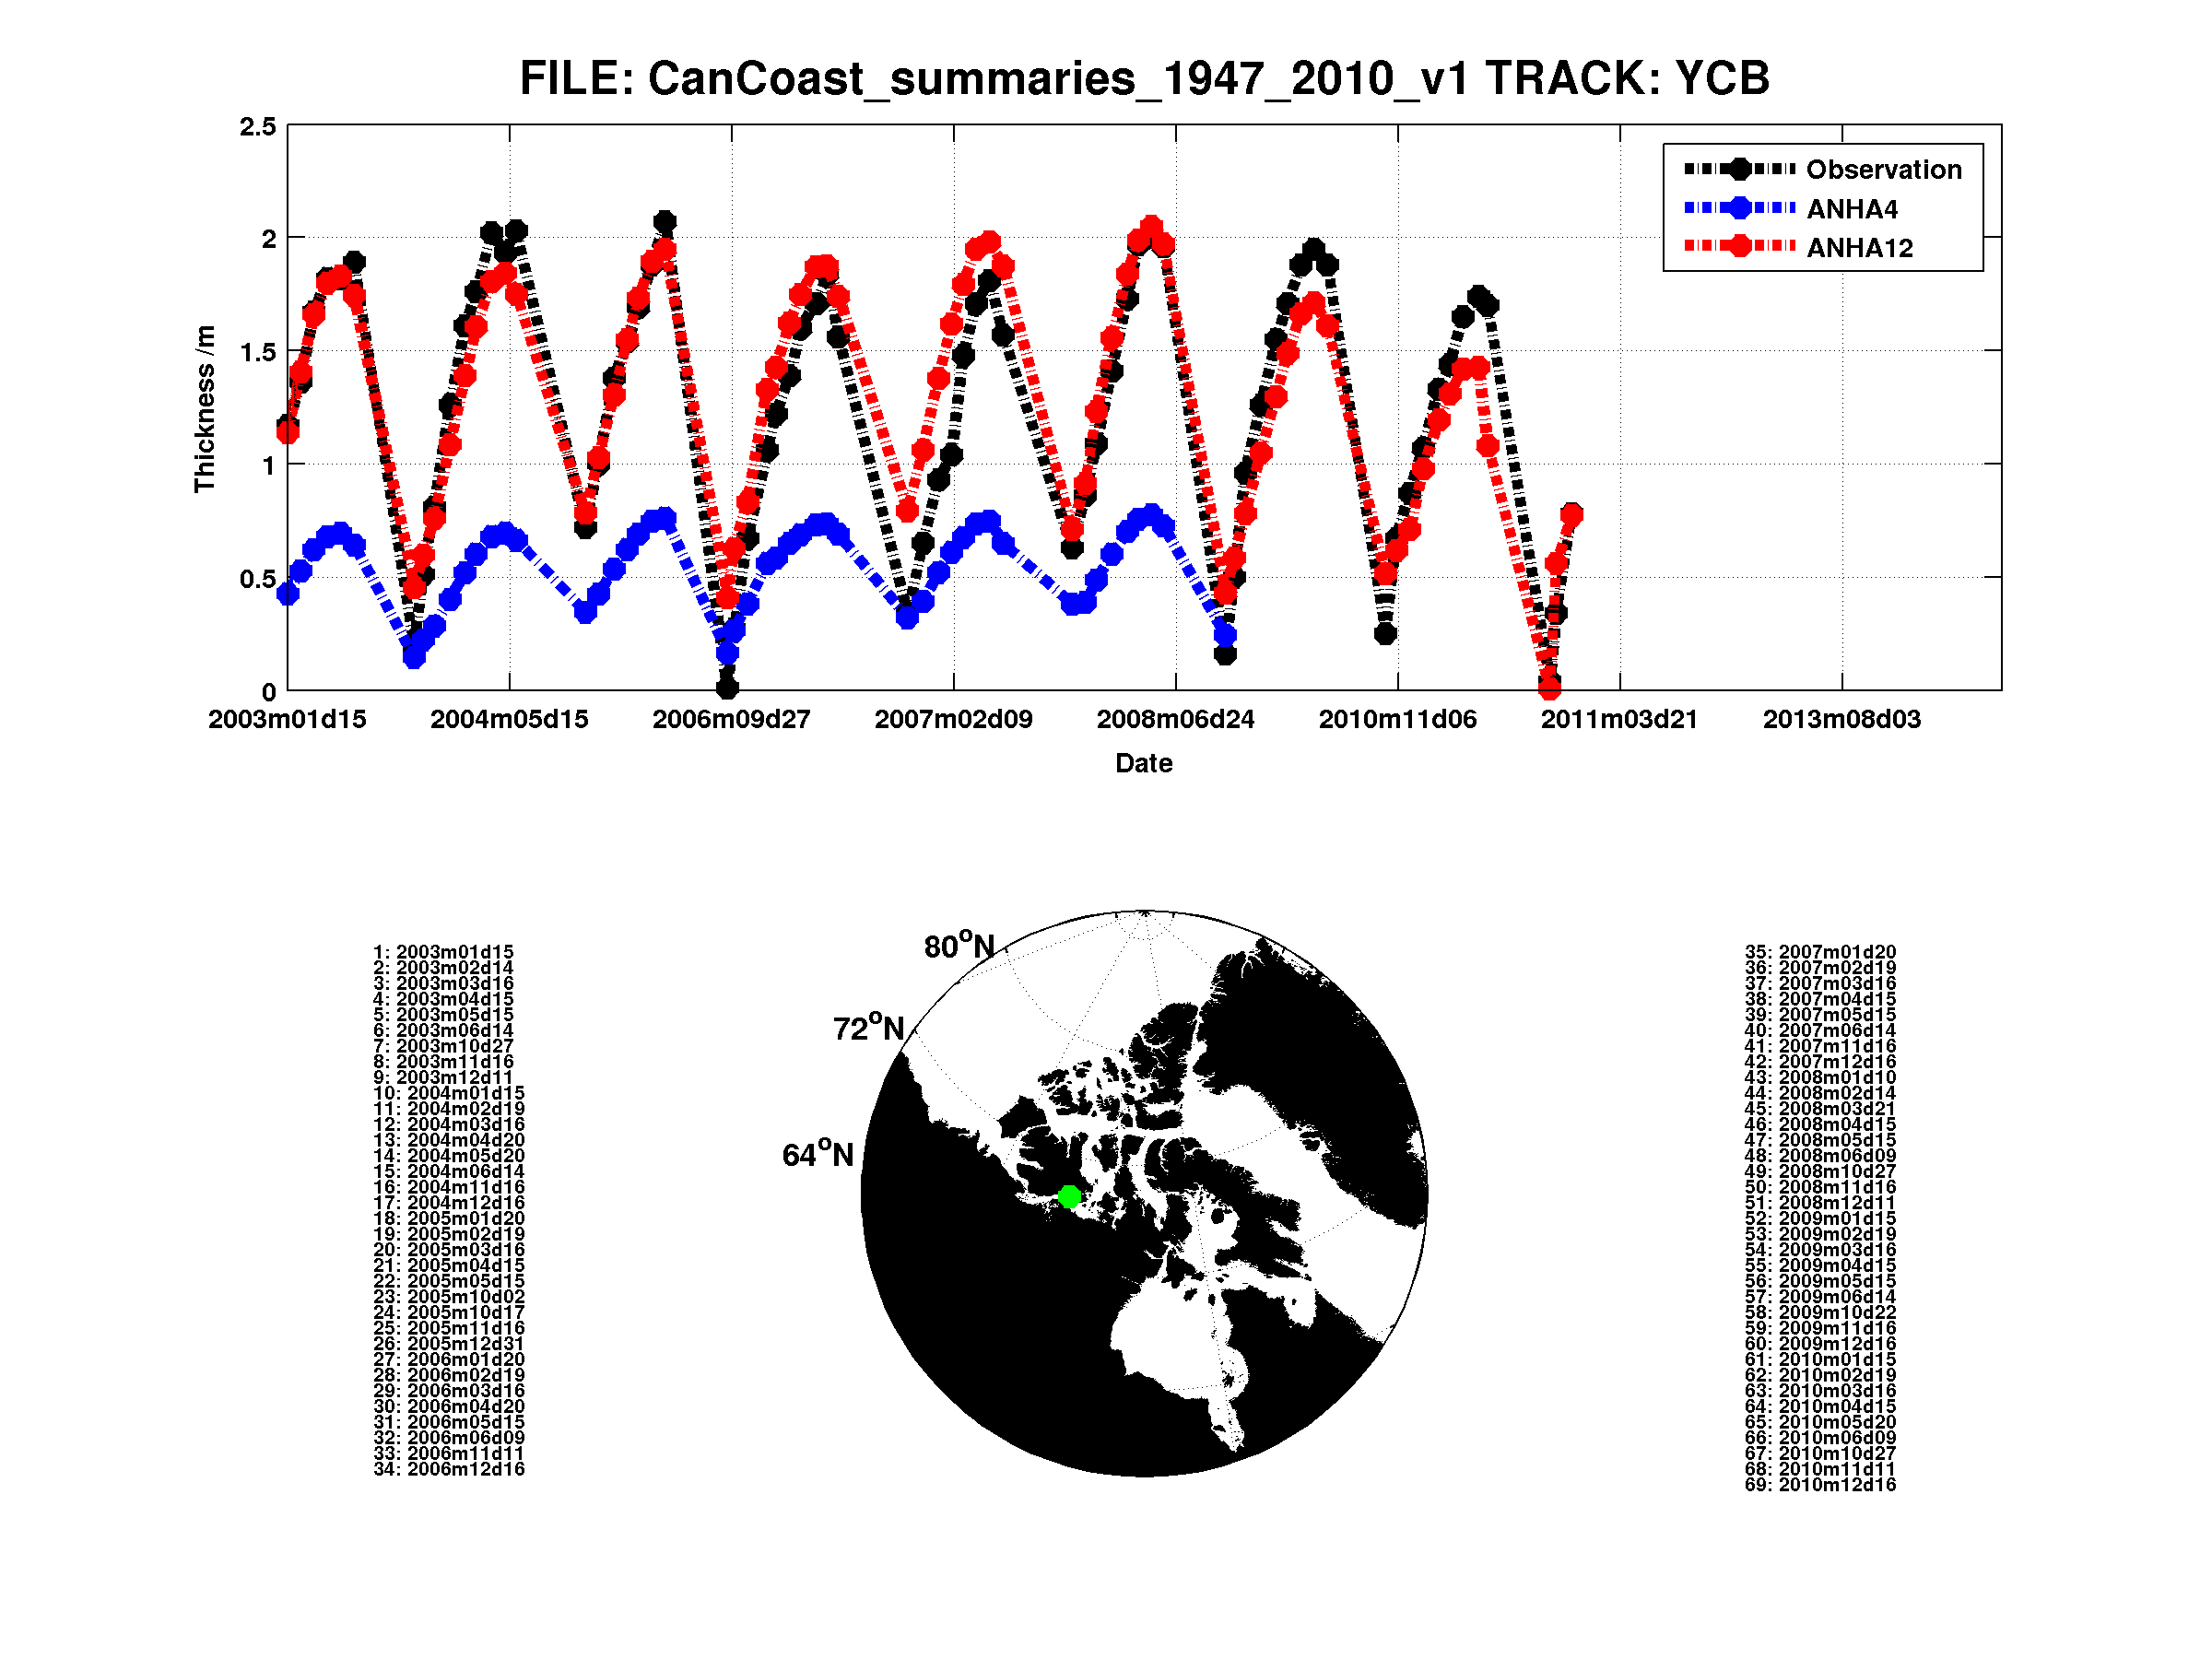 FILE: CanCoast_summaries_1947_2010_v1 TRACK: YCB
2.5
2
1.5
1
0.5
0
Thickness /m
Observation
ANHA4
ANHA12
2003m01d15
2004m05d15
2006m09d27
2007m02d09
2008m06d24
2010m11d06
2011m03d21
2013m08d03
Date
1: 2003m01d15
2: 2003m02d14
3: 2003m03d16
4: 2003m04d15
5: 2003m05d15
6: 2003m06d14
7: 2003m10d27
8: 2003m11d16
9: 2003m12d11
10: 2004m01d15
11: 2004m02d19
12: 2004m03d16
13: 2004m04d20
14: 2004m05d20
15: 2004m06d14
16: 2004m11d16
17: 2004m12d16
18: 2005m01d20
19: 2005m02d19
20: 2005m03d16
21: 2005m04d15
22: 2005m05d15
23: 2005m10d02
24: 2005m10d17
25: 2005m11d16
26: 2005m12d31
27: 2006m01d20
28: 2006m02d19
29: 2006m03d16
30: 2006m04d20
31: 2006m05d15
32: 2006m06d09
33: 2006m11d11
34: 2006m12d16
80°N
72°N
64°N
35: 2007m01d20
36: 2007m02d19
37: 2007m03d16
38: 2007m04d15
39: 2007m05d15
40: 2007m06d14
41: 2007m11d16
42: 2007m12d16
43: 2008m01d10
44: 2008m02d14
45: 2008m03d21
46: 2008m04d15
47: 2008m05d15
48: 2008m06d09
49: 2008m10d27
50: 2008m11d16
51: 2008m12d11
52: 2009m01d15
53: 2009m02d19
54: 2009m03d16
55: 2009m04d15
56: 2009m05d15
57: 2009m06d14
58: 2009m10d22
59: 2009m11d16
60: 2009m12d16
61: 2010m01d15
62: 2010m02d19
63: 2010m03d16
64: 2010m04d15
65: 2010m05d20
66: 2010m06d09
67: 2010m10d27
68: 2010m11d11
69: 2010m12d16